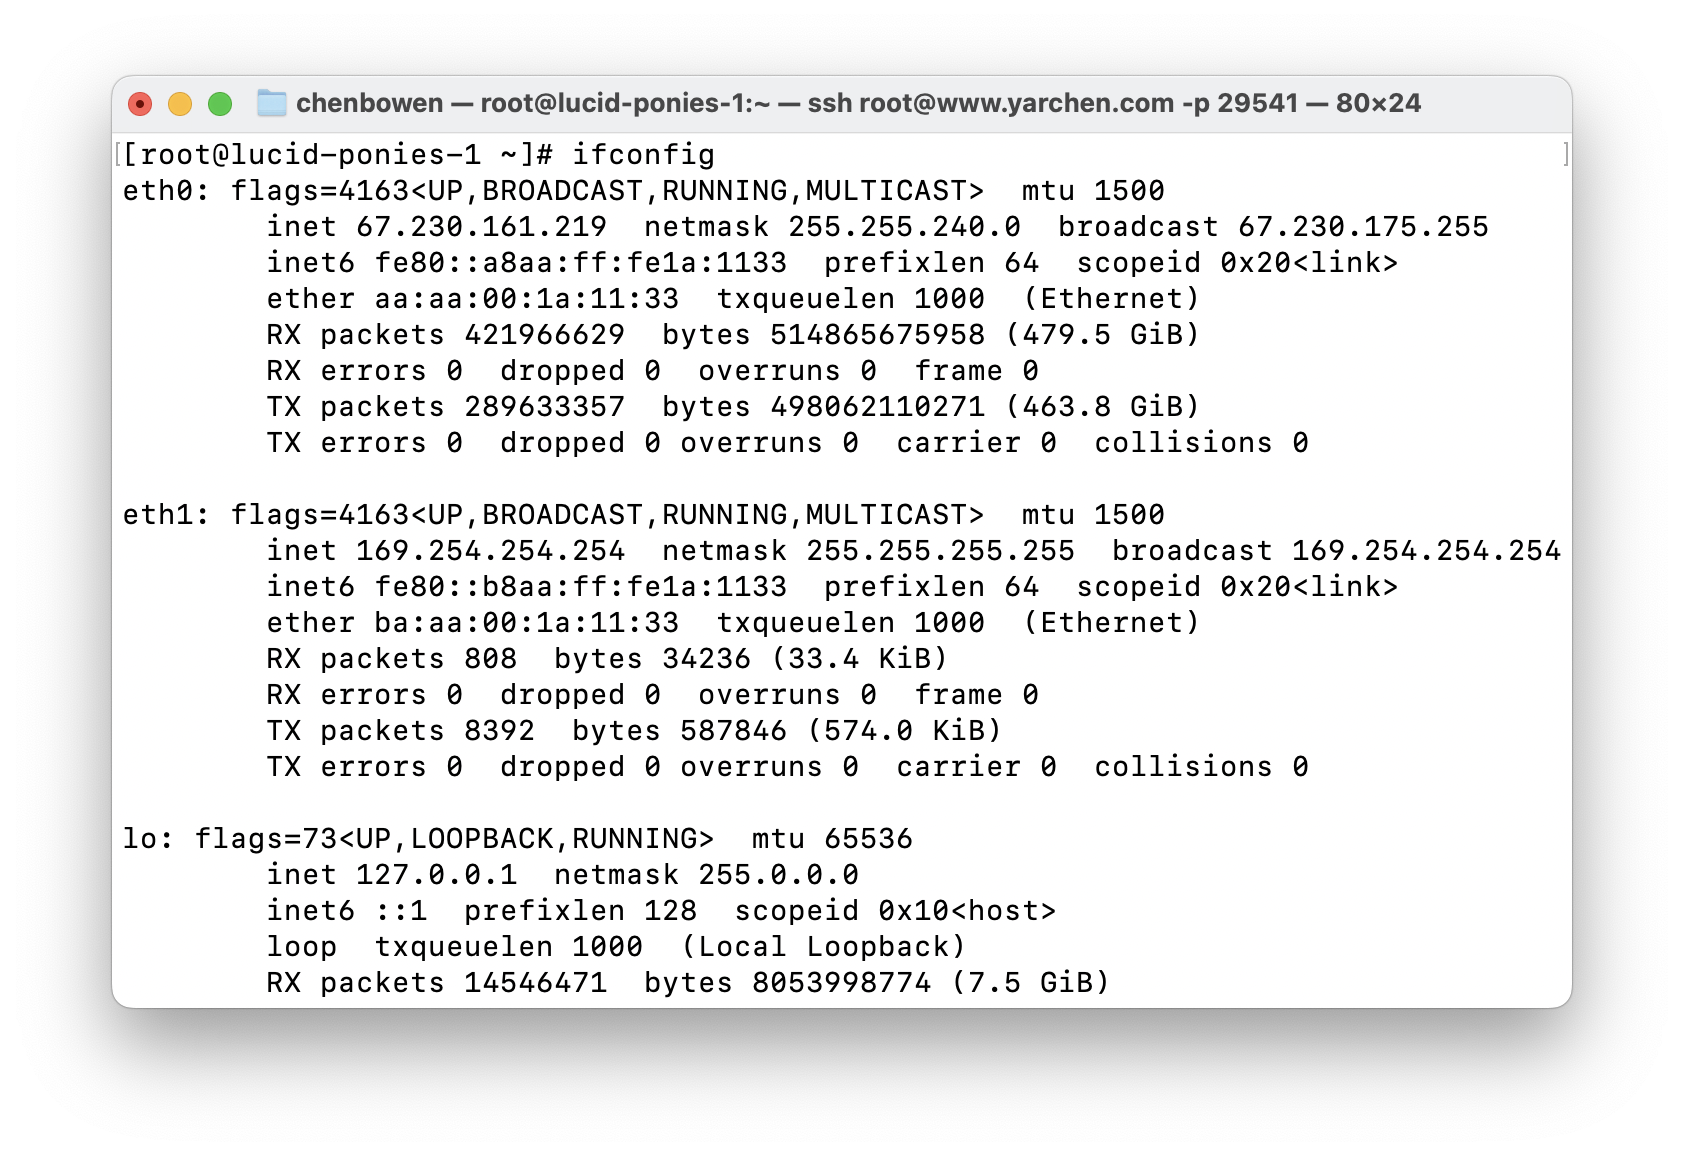 chenbowen — root@lucid-ponies-1:~ — ssh root@www.yarchen.com -p 29541 — 80×24
[root@lucid-ponies-1 ~]# ifconfig
eth0: flags=4163<UP,BROADCAST,RUNNING,MULTICAST>  mtu 1500
        inet 67.230.161.219  netmask 255.255.240.0  broadcast 67.230.175.255
        inet6 fe80::a8aa:ff:fe1a:1133  prefixlen 64  scopeid 0x20<link>
        ether aa:aa:00:1a:11:33  txqueuelen 1000  (Ethernet)
        RX packets 421966629  bytes 514865675958 (479.5 GiB)
        RX errors 0  dropped 0  overruns 0  frame 0
        TX packets 289633357  bytes 498062110271 (463.8 GiB)
        TX errors 0  dropped 0 overruns 0  carrier 0  collisions 0

eth1: flags=4163<UP,BROADCAST,RUNNING,MULTICAST>  mtu 1500
        inet 169.254.254.254  netmask 255.255.255.255  broadcast 169.254.254.254
        inet6 fe80::b8aa:ff:fe1a:1133  prefixlen 64  scopeid 0x20<link>
        ether ba:aa:00:1a:11:33  txqueuelen 1000  (Ethernet)
        RX packets 808  bytes 34236 (33.4 KiB)
        RX errors 0  dropped 0  overruns 0  frame 0
        TX packets 8392  bytes 587846 (574.0 KiB)
        TX errors 0  dropped 0 overruns 0  carrier 0  collisions 0

lo: flags=73<UP,LOOPBACK,RUNNING>  mtu 65536
        inet 127.0.0.1  netmask 255.0.0.0
        inet6 ::1  prefixlen 128  scopeid 0x10<host>
        loop  txqueuelen 1000  (Local Loopback)
        RX packets 14546471  bytes 8053998774 (7.5 GiB)